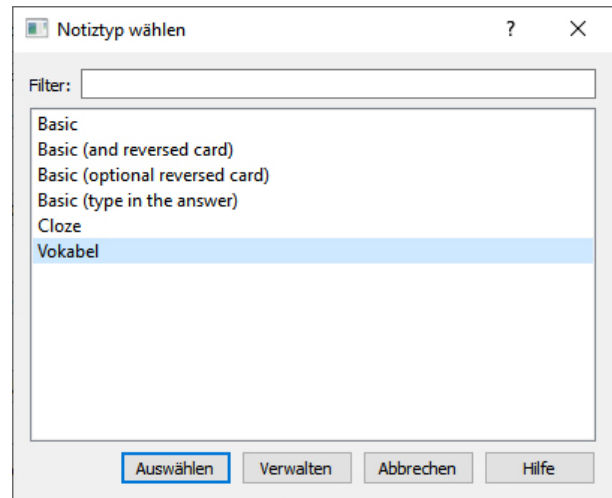 Notiztyp wählen ?
Filter:
Basic
Basic (and reversed card)
Basic (optional reversed card)
Basic (type in the answer)
Cloze
Vokabel
Auswählen Verwalten Abbrechen Hilfe